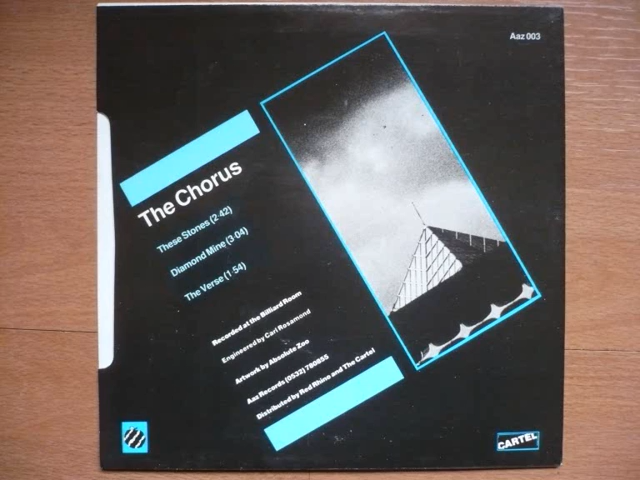 Aaz 003
The Chorus
These Stones (2·42)
Diamond Mine (3·04)
The Verse (1·54)
Recorded at the Billiard Room
Engineered by Carl Rosamond
Artwork by Absolute Zoo
Aaz Records (0532) 780855
Distributed by Red Rhino and The Cartel
CARTEL